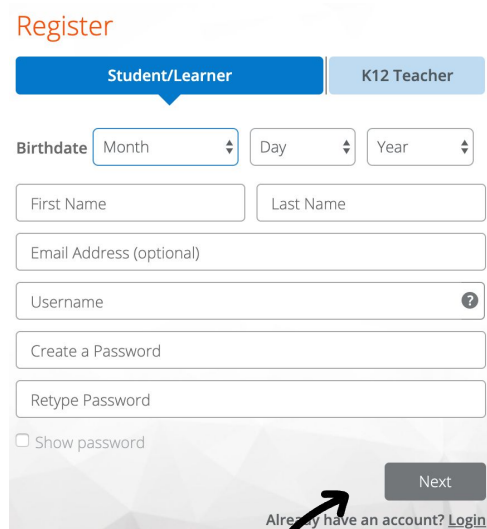 Register
Student/Learner K12 Teacher
Birthdate Month Day Year
First Name Last Name
Email Address (optional)
Username ?
Create a Password
Retype Password
Show password
Next
Already have an account? Login